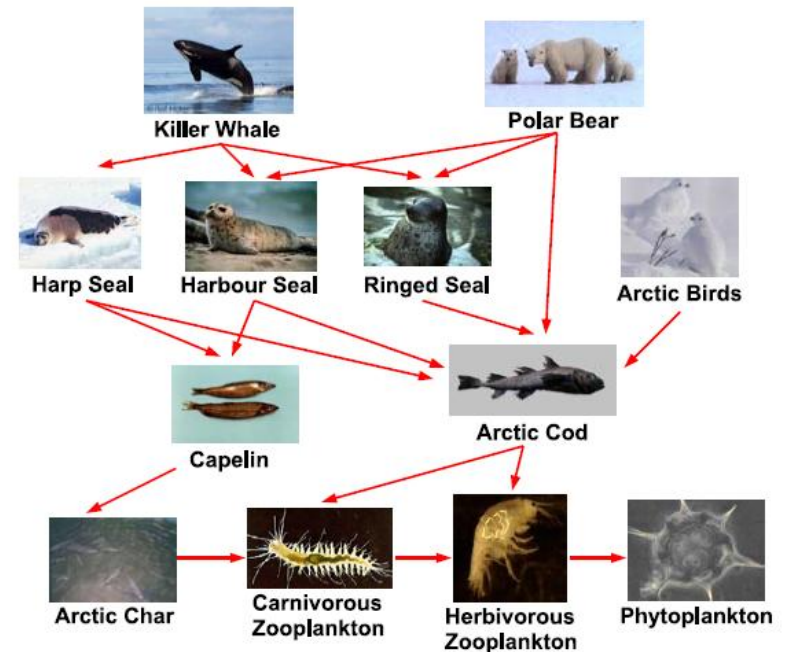 Killer Whale
Polar Bear
Harp Seal
Harbour Seal
Ringed Seal
Arctic Birds
Capelin
Arctic Cod
Arctic Char
Carnivorous
Zooplankton
Herbivorous
Zooplankton
Phytoplankton